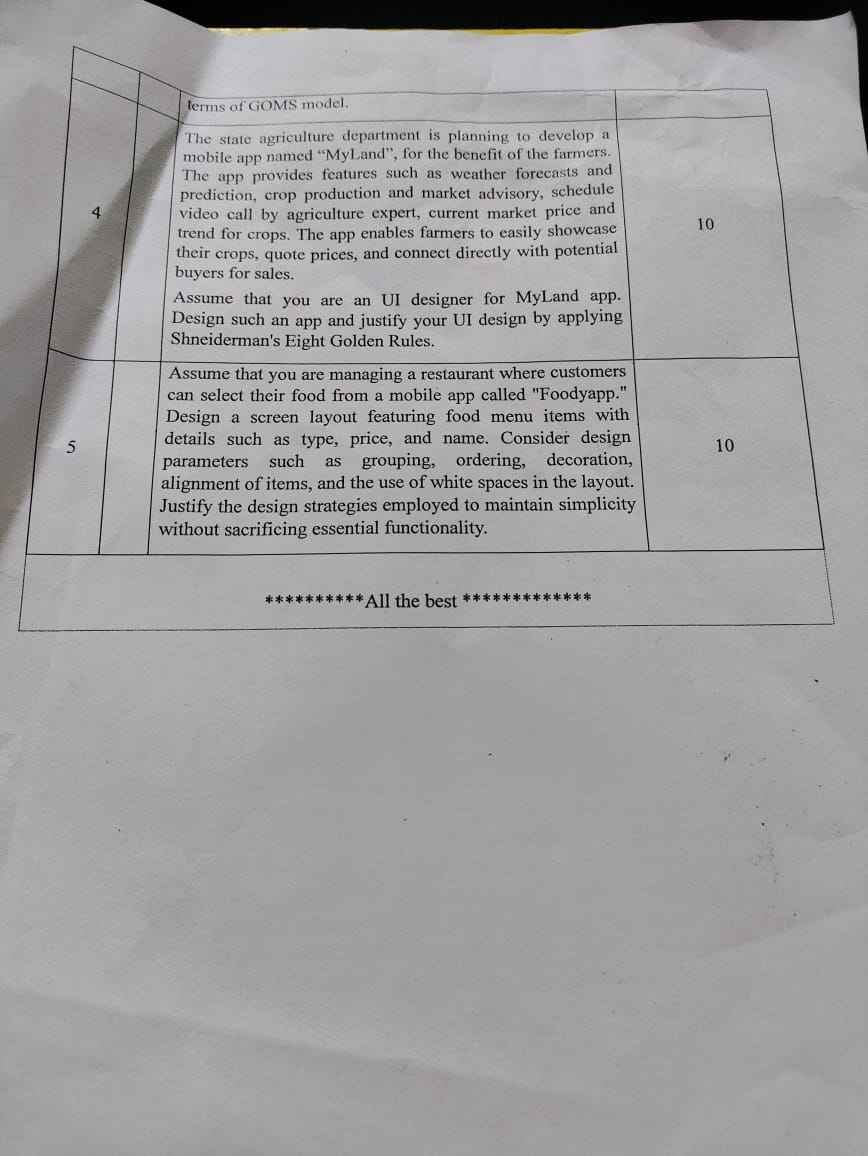 terms of GOMS model.
4
The state agriculture department is planning to develop a
mobile app named “MyLand”, for the benefit of the farmers.
The app provides features such as weather forecasts and
prediction, crop production and market advisory, schedule
video call by agriculture expert, current market price and
trend for crops. The app enables farmers to easily showcase
their crops, quote prices, and connect directly with potential
buyers for sales.
Assume that you are an UI designer for MyLand app.
Design such an app and justify your UI design by applying
Shneiderman's Eight Golden Rules.
10
5
Assume that you are managing a restaurant where customers
can select their food from a mobile app called "Foodyapp."
Design a screen layout featuring food menu items with
details such as type, price, and name. Consider design
parameters such as grouping, ordering, decoration,
alignment of items, and the use of white spaces in the layout.
Justify the design strategies employed to maintain simplicity
without sacrificing essential functionality.
10
**********All the best *************